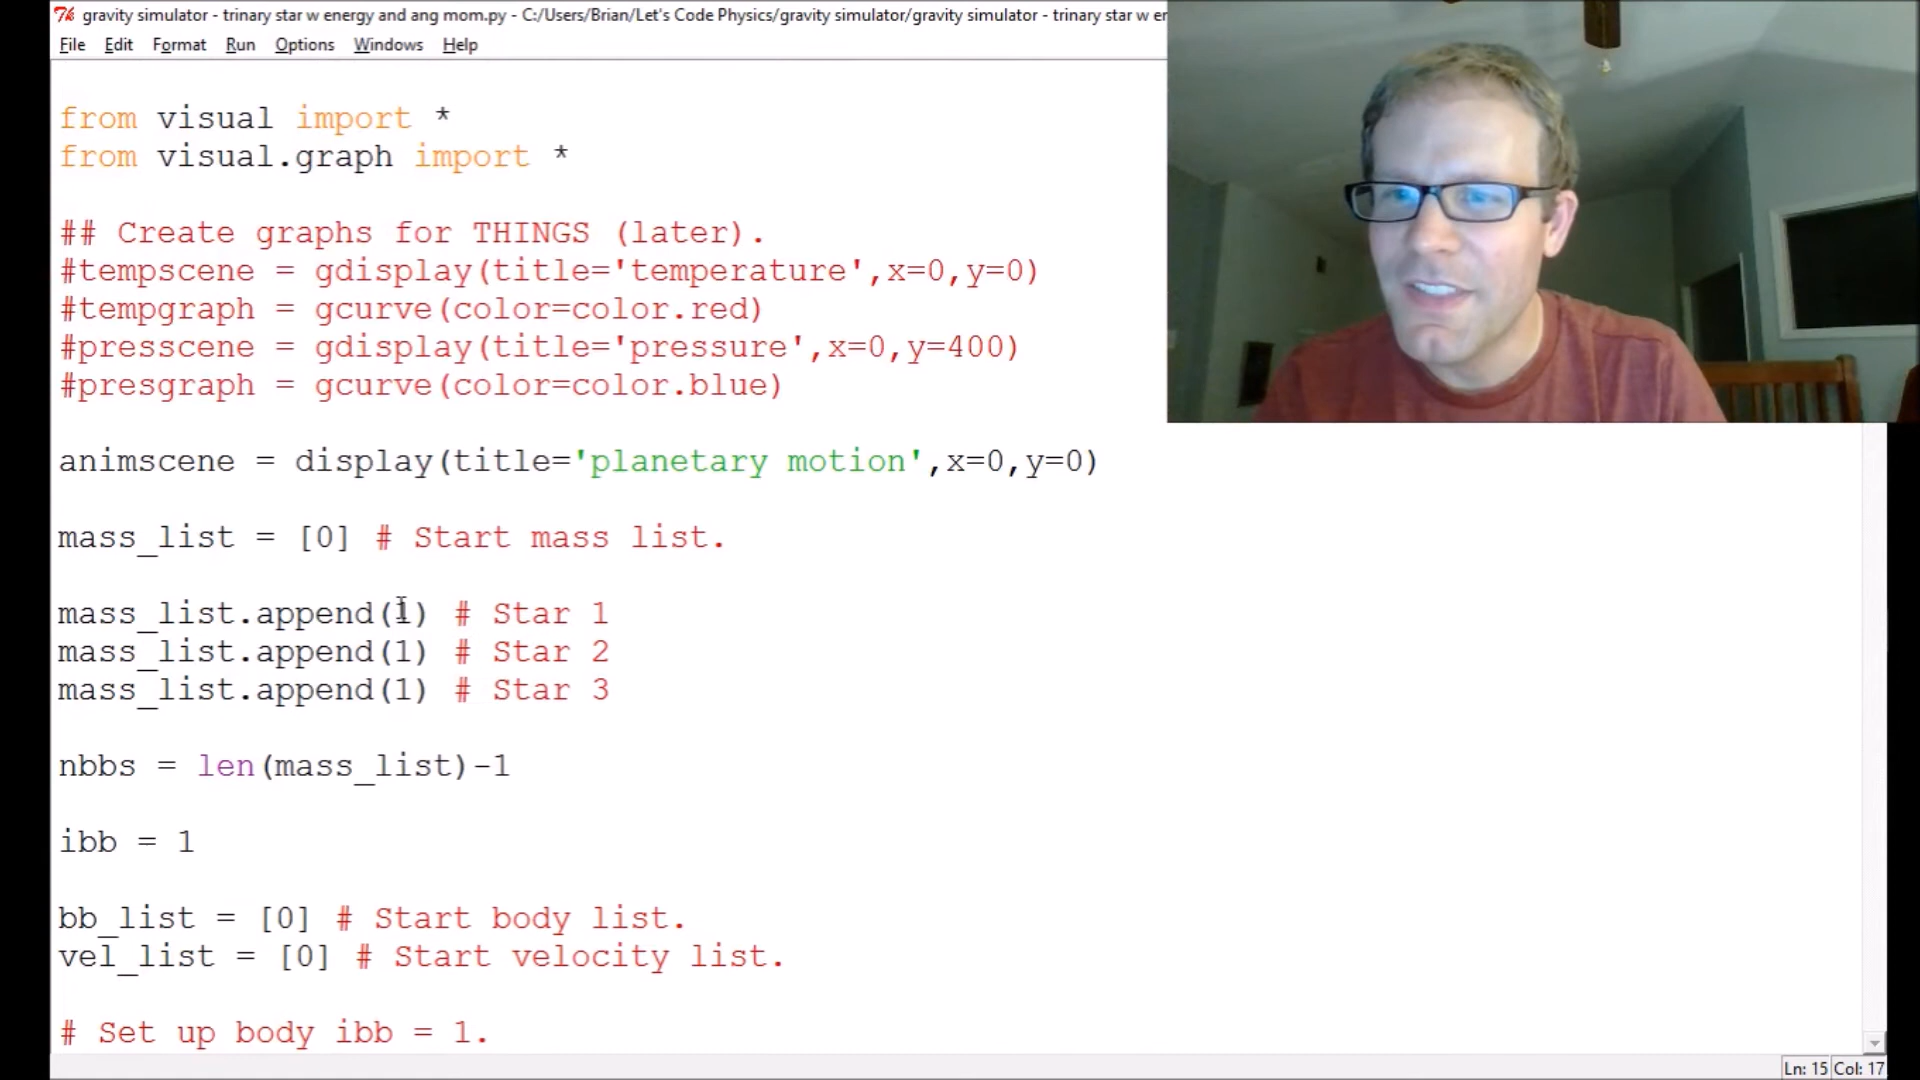 gravity simulator - trinary star w energy and ang mom.py - C:/Users/Brian/Let's Code Physics/gravity simulator/gravity simulator - trinary star w er
File Edit Format Run Options Windows Help
from visual import *
from visual.graph import *
## Create graphs for THINGS (later).
#tempscene = gdisplay(title='temperature',x=0,y=0)
#tempgraph = gcurve(color=color.red)
#presscene = gdisplay(title='pressure',x=0,y=400)
#presgraph = gcurve(color=color.blue)
animscene = display(title='planetary motion',x=0,y=0)
mass_list = [0] # Start mass list.
mass_list.append(1) # Star 1
mass_list.append(1) # Star 2
mass_list.append(1) # Star 3
nbbs = len(mass_list)-1
ibb = 1
bb_list = [0] # Start body list.
vel_list = [0] # Start velocity list.
# Set up body ibb = 1.
Ln: 15 Col: 17